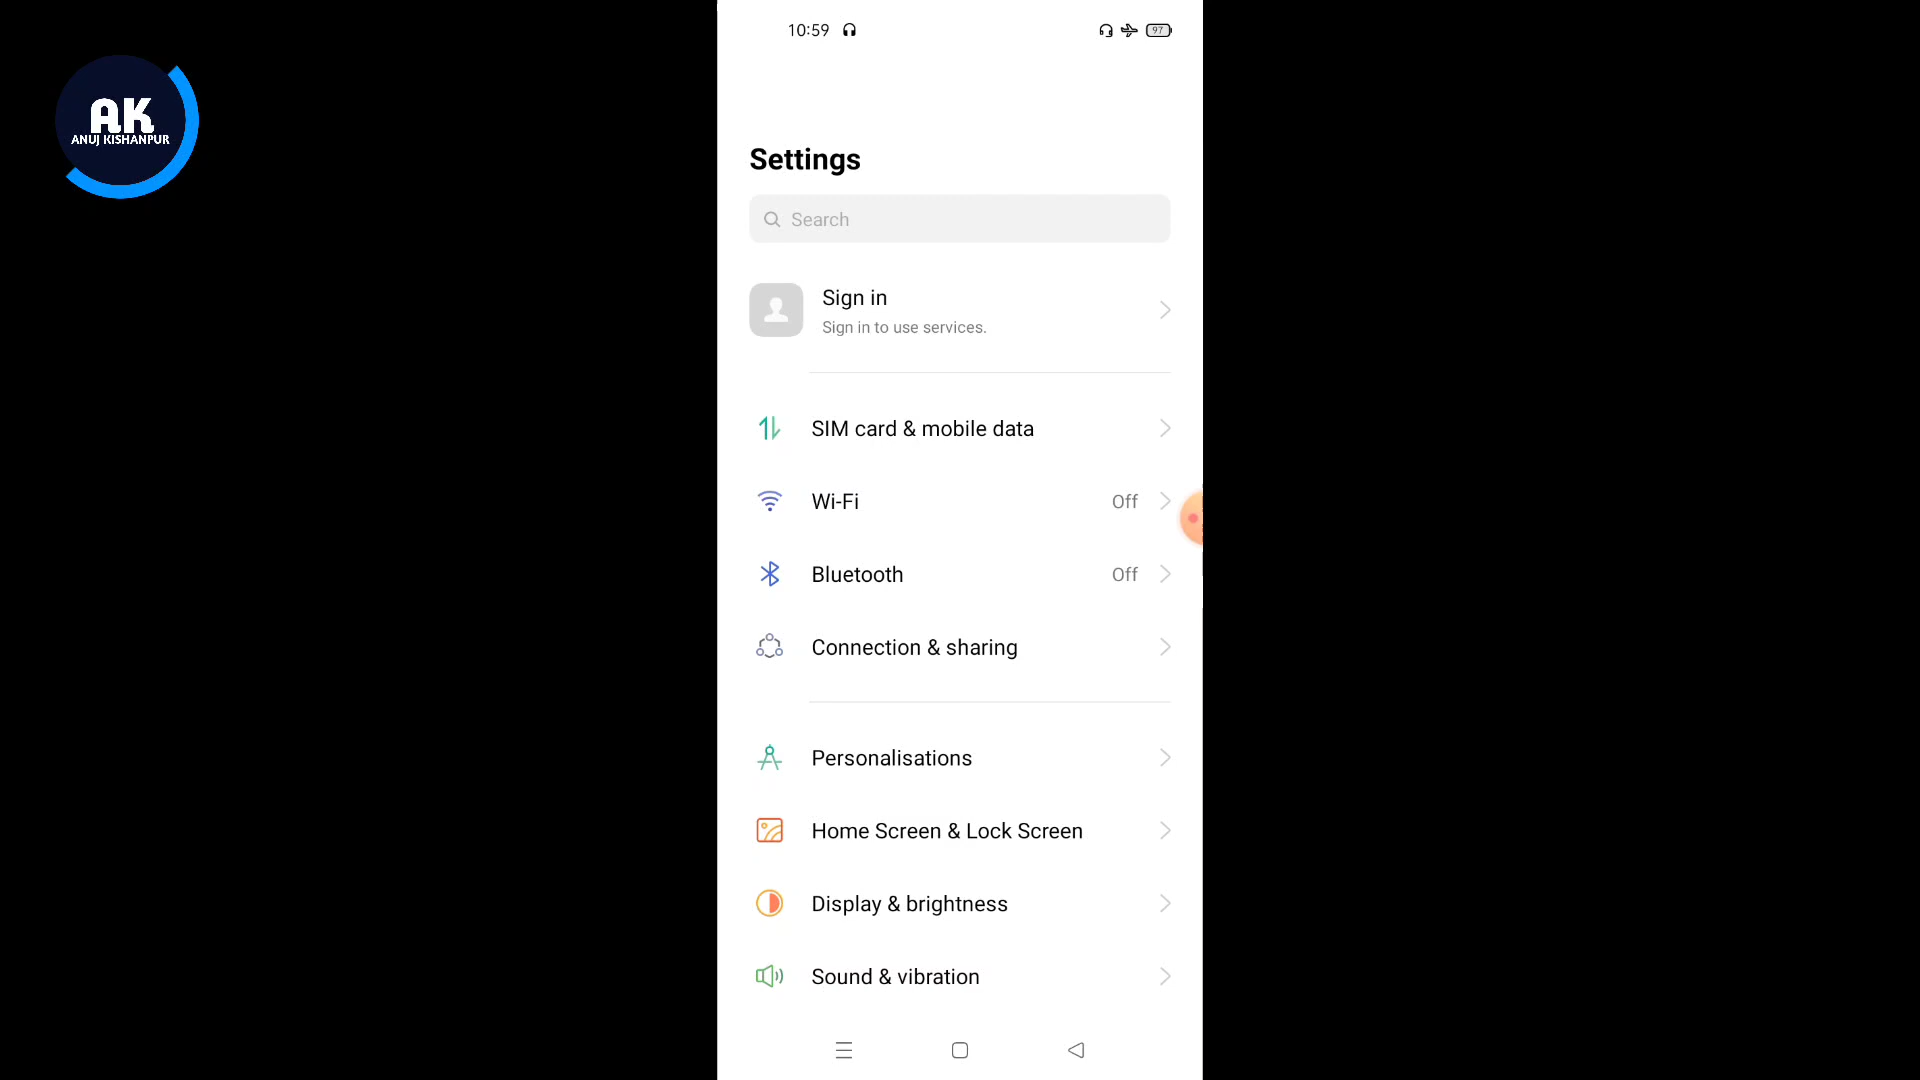 AK
ANUJ KISHANPUR
10:59
97
Settings
Search
Sign in
Sign in to use services.
SIM card & mobile data
Wi-Fi Off
Bluetooth Off
Connection & sharing
Personalisations
Home Screen & Lock Screen
Display & brightness
Sound & vibration